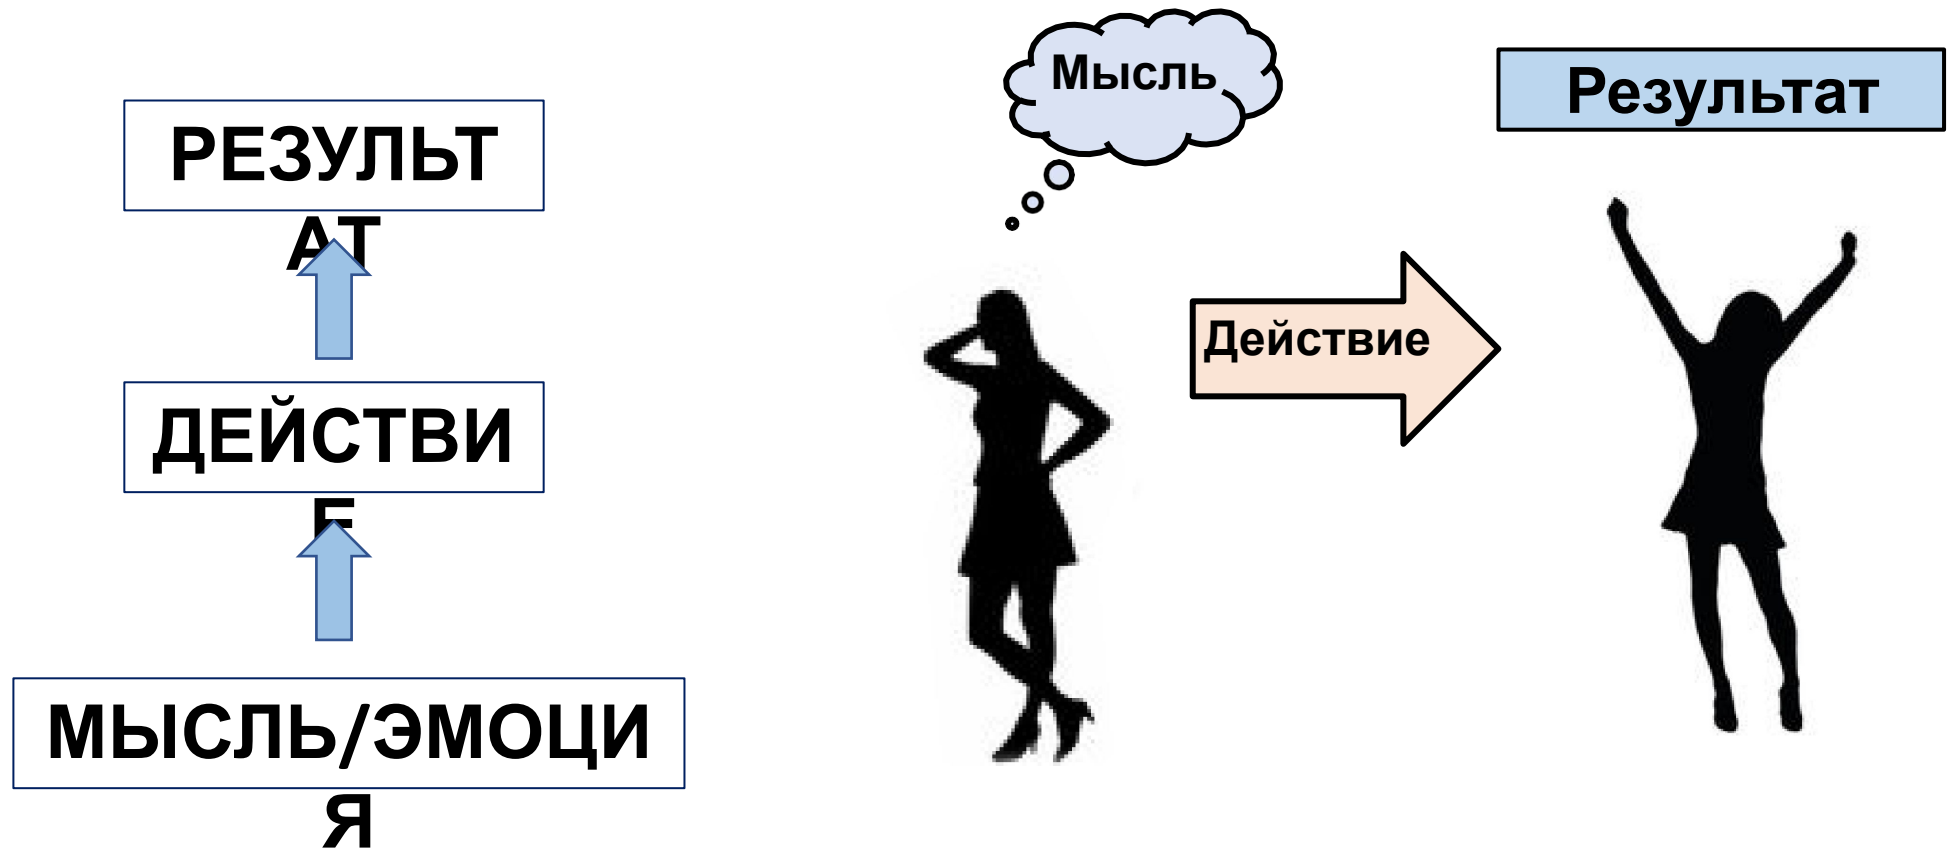 РЕЗУЛЬТ
АТ
ДЕЙСТВИ
Е
МЫСЛЬ/ЭМОЦИ
Я
Мысль
Действие
Результат